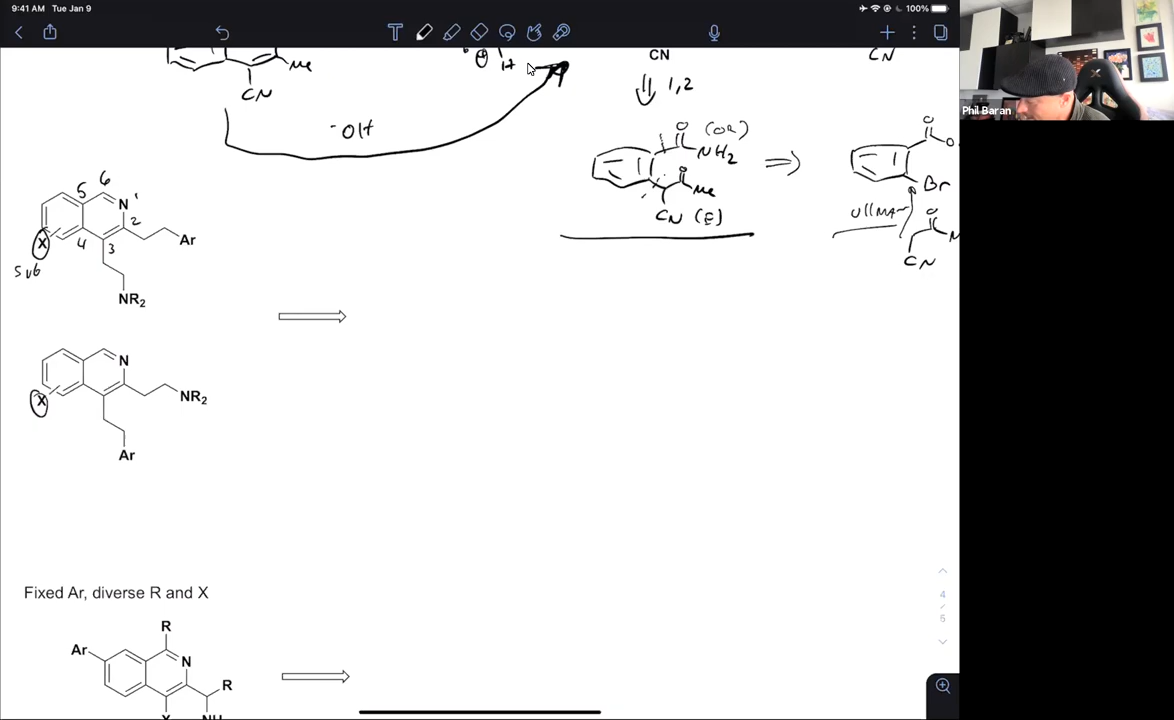 9:41 AM Tue Jan 9
100%
Phil Baran
Me
CN
θ H
CN
1,2
CN
-OH
O (OR)
NH2
O
Me
CN (E)
O
O
Br
Ullman
O
CN
5 6 N 1
2
4 3
X
Ar
NR2
N
X
NR2
Ar
4
/
5
Fixed Ar, diverse R and X
R
Ar
N
R
X NH